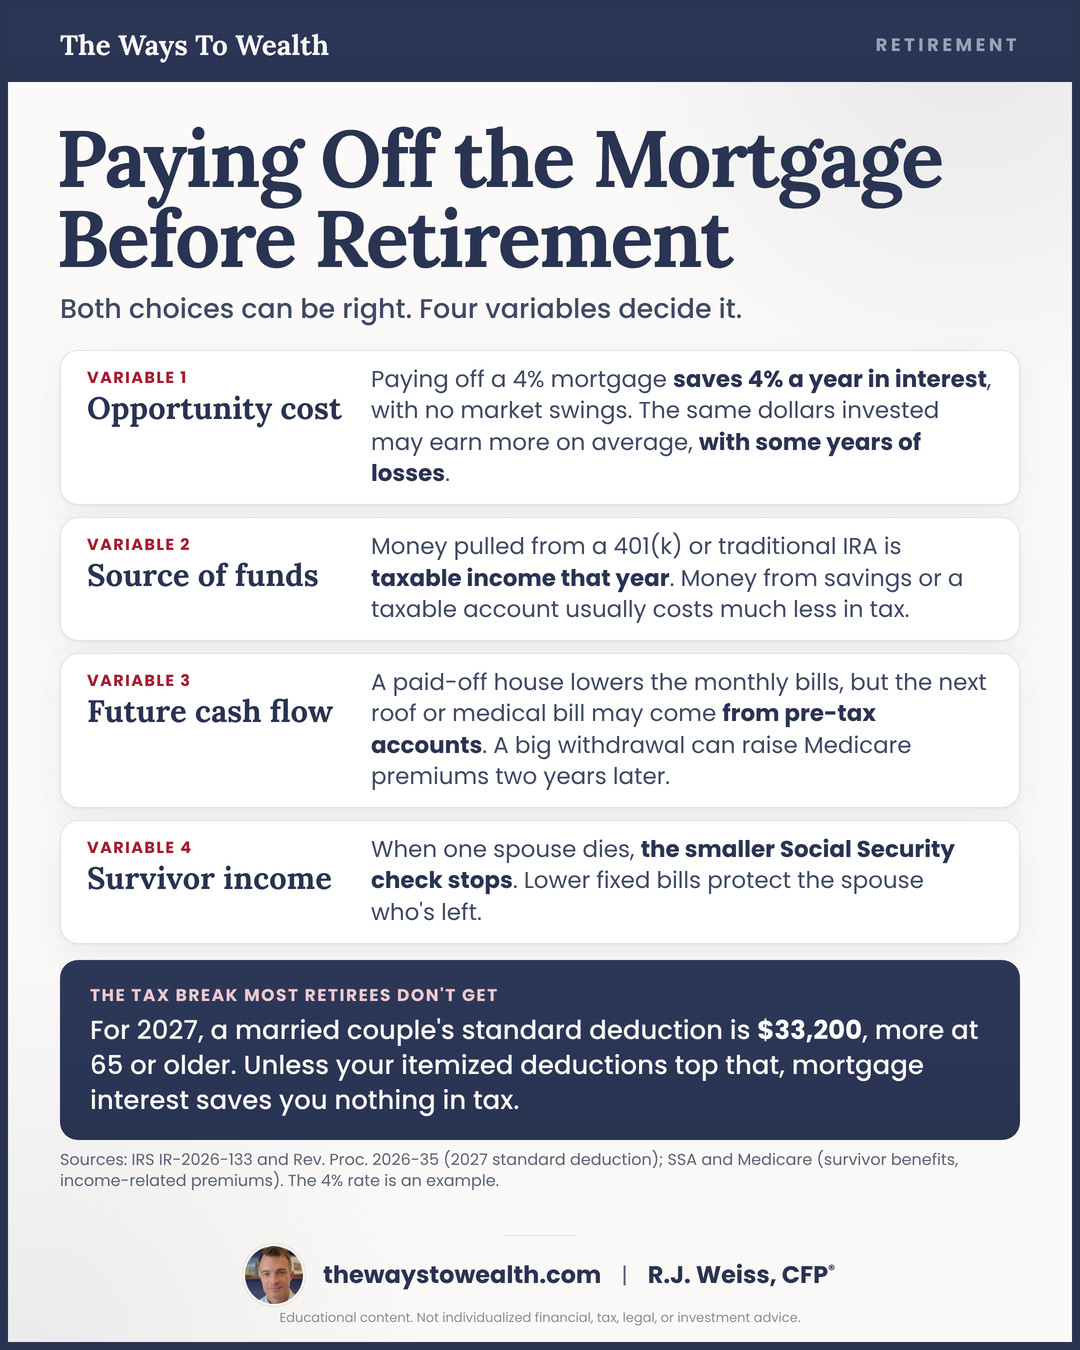 The Ways To Wealth
RETIREMENT
Paying Off the Mortgage
Before Retirement
Both choices can be right. Four variables decide it.
VARIABLE 1
Opportunity cost
Paying off a 4% mortgage saves 4% a year in interest,
with no market swings. The same dollars invested
may earn more on average, with some years of
losses.
VARIABLE 2
Source of funds
Money pulled from a 401(k) or traditional IRA is
taxable income that year. Money from savings or a
taxable account usually costs much less in tax.
VARIABLE 3
Future cash flow
A paid-off house lowers the monthly bills, but the next
roof or medical bill may come from pre-tax
accounts. A big withdrawal can raise Medicare
premiums two years later.
VARIABLE 4
Survivor income
When one spouse dies, the smaller Social Security
check stops. Lower fixed bills protect the spouse
who's left.
THE TAX BREAK MOST RETIREES DON'T GET
For 2027, a married couple's standard deduction is $33,200, more at
65 or older. Unless your itemized deductions top that, mortgage
interest saves you nothing in tax.
Sources: IRS IR-2026-133 and Rev. Proc. 2026-35 (2027 standard deduction); SSA and Medicare (survivor benefits,
income-related premiums). The 4% rate is an example.
thewaystowealth.com | R.J. Weiss, CFP®
Educational content. Not individualized financial, tax, legal, or investment advice.